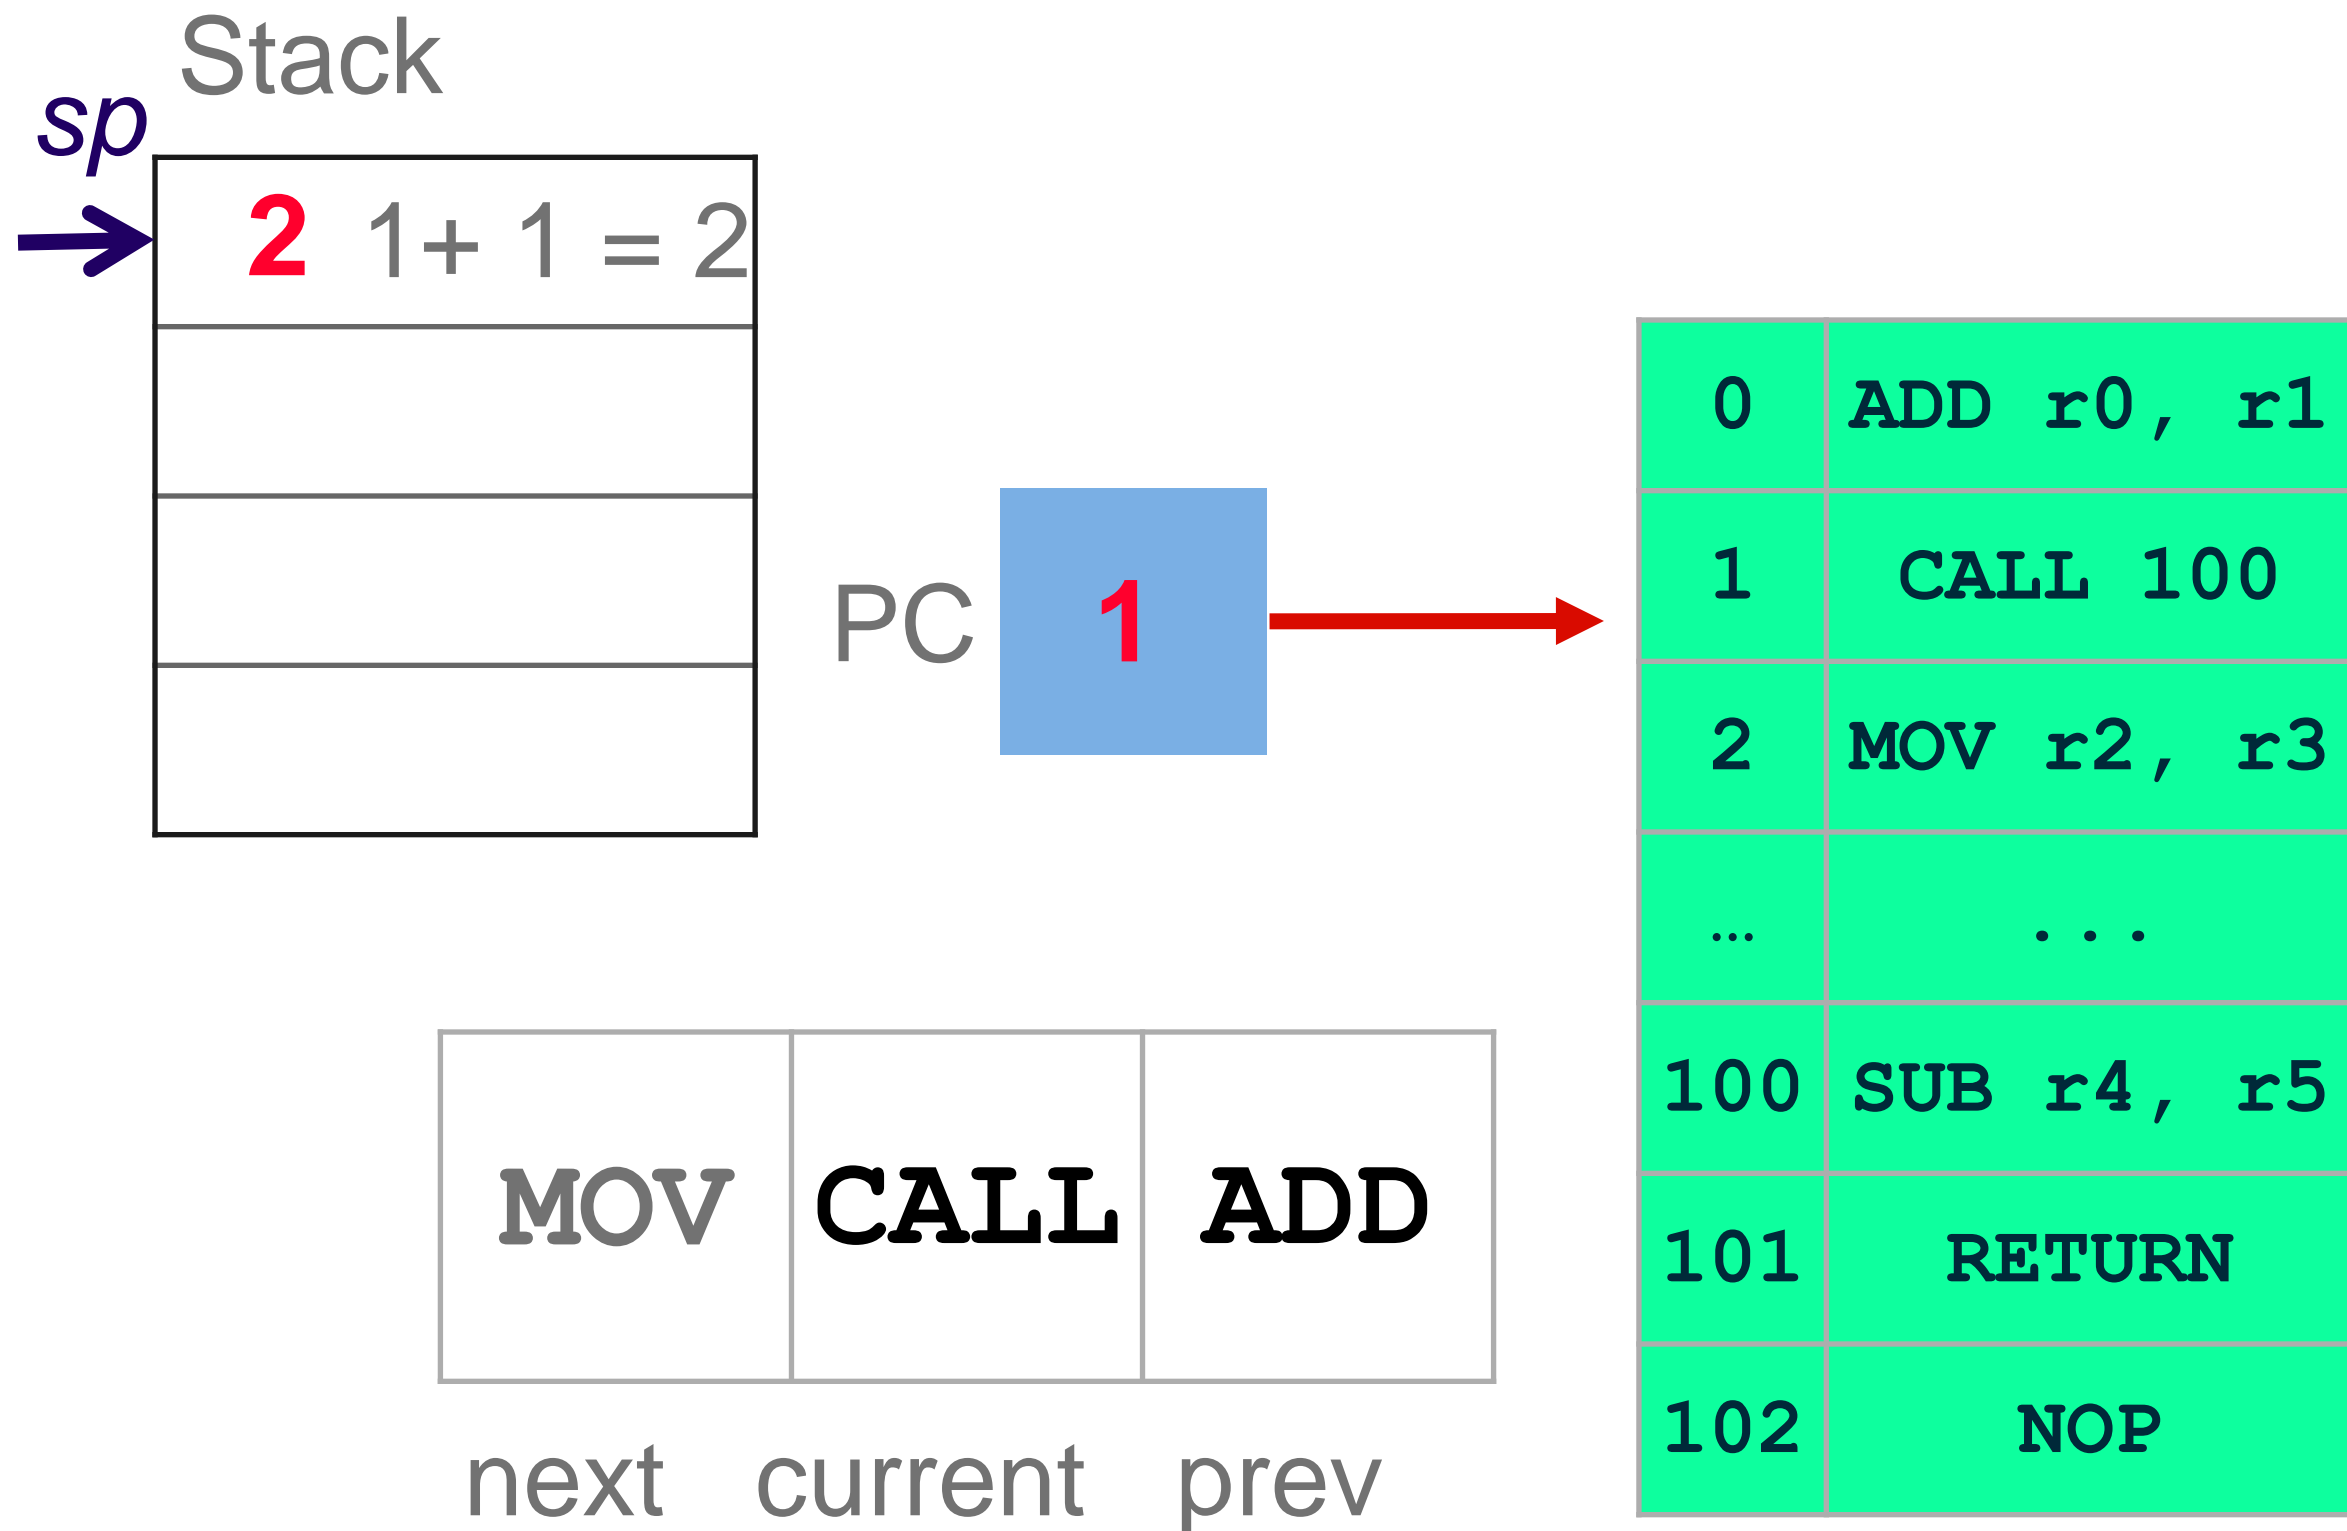 Stack
sp
2 1+ 1 = 2
PC 1
0 ADD r0, r1
1 CALL 100
2 MOV r2, r3
... ...
100 SUB r4, r5
101 RETURN
102 NOP
MOV CALL ADD
next current prev